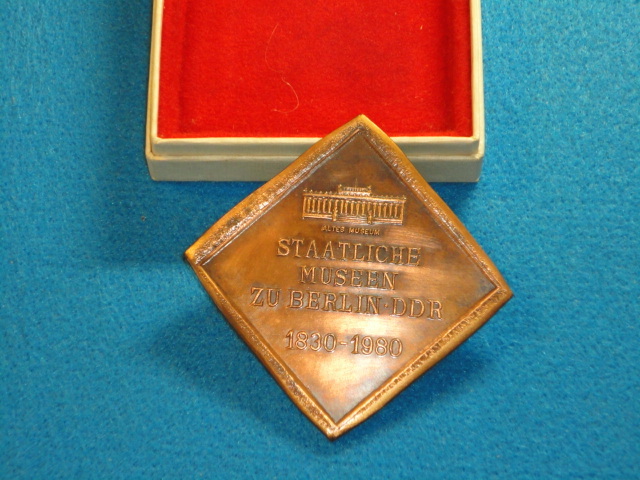 ALTES MUSEUM
STAATLICHE
MUSEEN
ZU BERLIN·DDR
1830-1980